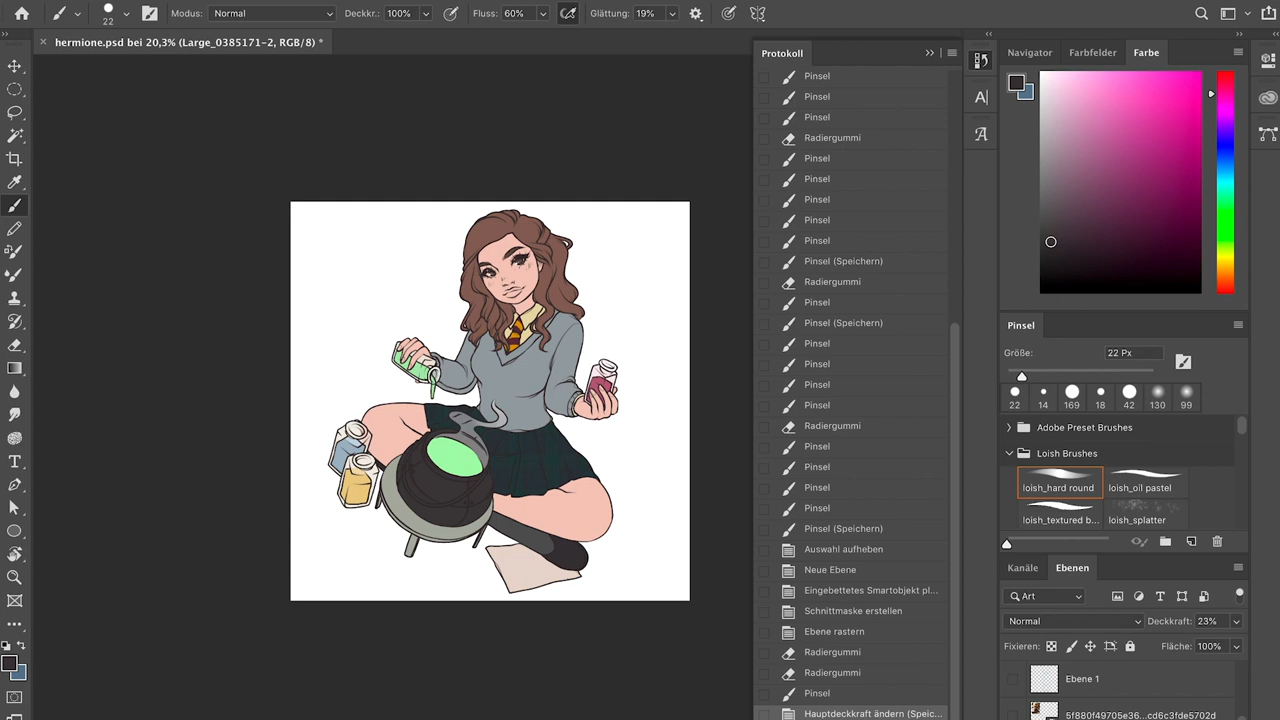 22 Modus: Normal Deckkr.: 100% Fluss: 60% Glättung: 19%
hermione.psd bei 20,3% (Large_0385171-2, RGB/8) *
Protokoll
Pinsel
Pinsel
Pinsel
Radiergummi
Pinsel
Pinsel
Pinsel
Pinsel
Pinsel
Pinsel (Speichern)
Radiergummi
Pinsel
Pinsel (Speichern)
Pinsel
Pinsel
Pinsel
Pinsel
Radiergummi
Pinsel
Pinsel
Pinsel
Pinsel
Pinsel (Speichern)
Auswahl aufheben
Neue Ebene
Eingebettetes Smartobjekt pl...
Schnittmaske erstellen
Ebene rastern
Radiergummi
Radiergummi
Pinsel
Hauptdeckkraft ändern (Speic...
Navigator Farbfelder Farbe
Pinsel
Größe: 22 Px
22 14 169 18 42 130 99
Adobe Preset Brushes
Loish Brushes
loish_hard round loish_oil pastel
loish_textured b... loish_splatter
Kanäle Ebenen
Art
Normal Deckkraft: 23%
Fixieren: Fläche: 100%
Ebene 1
5f880f49705e36...cd6c3fde5702d